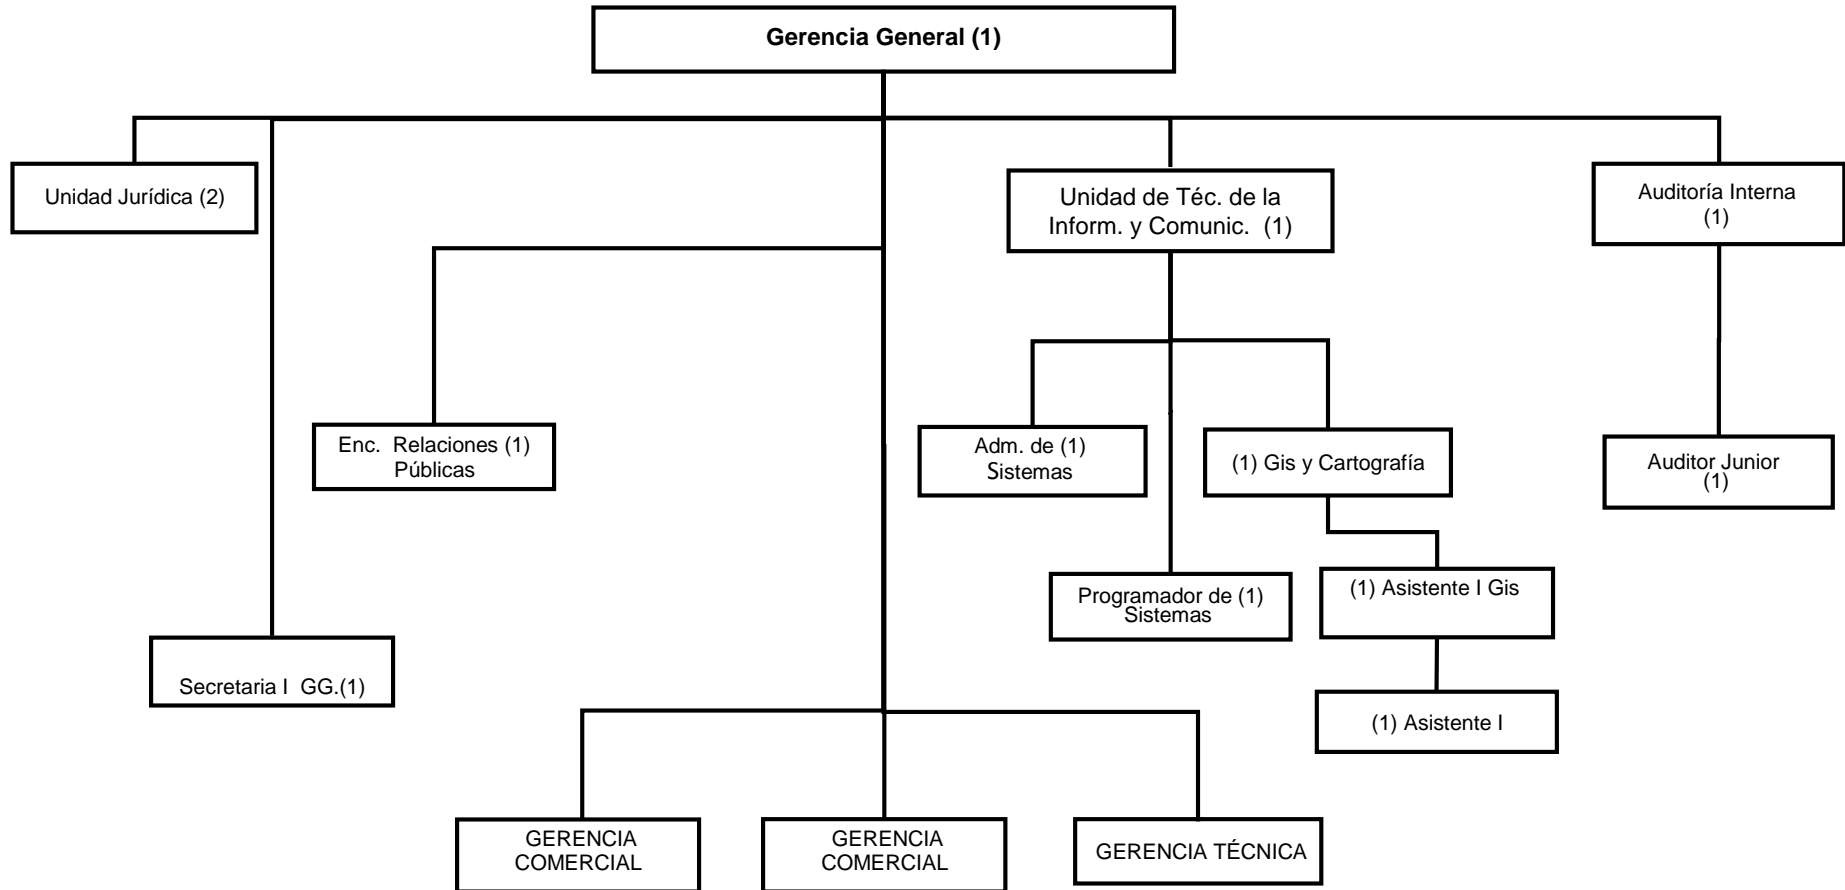 Gerencia General (1)
Unidad Jurídica (2)
Unidad de Téc. de la
Inform. y Comunic.  (1)
Auditoría Interna
(1)
Enc.  Relaciones (1)
Públicas
Adm. de (1)
Sistemas
(1) Gis y Cartografía
Auditor Junior
(1)
Programador de (1)
Sistemas
(1) Asistente I Gis
Secretaria I  GG.(1)
(1) Asistente I
GERENCIA
COMERCIAL
GERENCIA
COMERCIAL
GERENCIA TÉCNICA